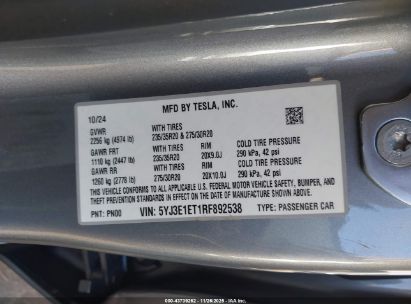 MFD BY TESLA, INC.
10/24
GVWR WITH TIRES
2256 kg (4974 lb) 235/35R20 & 275/30R20
GAWR FRT WITH TIRES RIM COLD TIRE PRESSURE
1110 kg (2447 lb) 235/35R20 20X9.0J 290 kPa, 42 psi
GAWR RR WITH TIRES RIM COLD TIRE PRESSURE
1260 kg (2778 lb) 275/30R20 20X10.0J 290 kPa, 42 psi
THIS VEHICLE CONFORMS TO ALL APPLICABLE U.S. FEDERAL MOTOR VEHICLE SAFETY, BUMPER, AND
THEFT PREVENTION STANDARDS IN EFFECT ON THE DATE OF MANUFACTURE SHOWN ABOVE.
PNT: PN00 VIN: 5YJ3E1ET1RF892538 TYPE: PASSENGER CAR